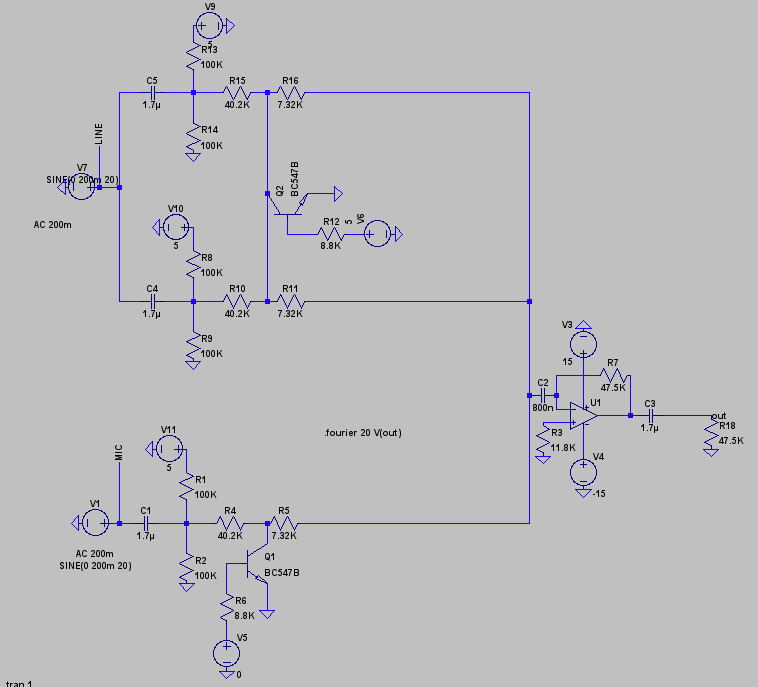 V9
5
R13
100K
C5
1.7µ
R15
40.2K
R16
7.32K
R14
100K
LINE
V7
SINE(0 200m 20)
AC 200m
Q2
BC547B
R12
8.8K
5
V6
V10
5
R8
100K
C4
1.7µ
R10
40.2K
R11
7.32K
R9
100K
V3
15
R7
47.5K
C2
800n
U1
C3
1.7µ
out
R18
47.5K
R3
11.8K
V4
-15
.fourier 20 V(out)
V11
5
MIC
R1
100K
V1
C1
1.7µ
R4
40.2K
R5
7.32K
AC 200m
SINE(0 200m 20)
R2
100K
Q1
BC547B
R6
8.8K
V5
0
.tran 1